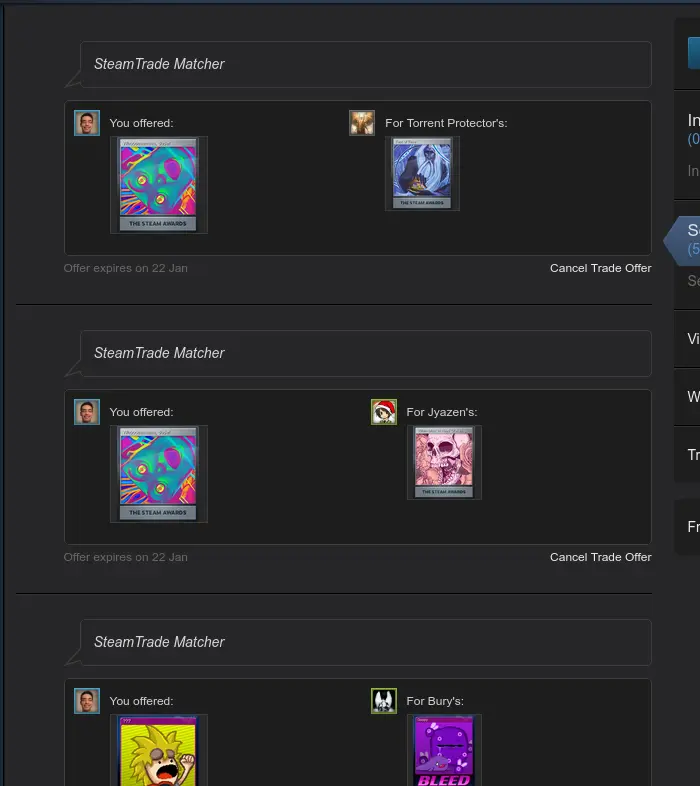 SteamTrade Matcher
You offered:
For Torrent Protector's:
THE STEAM AWARDS
THE STEAM AWARDS
Offer expires on 22 Jan
Cancel Trade Offer
In
(0
In
S
(5
Se
SteamTrade Matcher
Vi
W
You offered:
For Jyazen's:
Tr
THE STEAM AWARDS
THE STEAM AWARDS
Fr
Offer expires on 22 Jan
Cancel Trade Offer
SteamTrade Matcher
You offered:
For Bury's:
???
BLEED